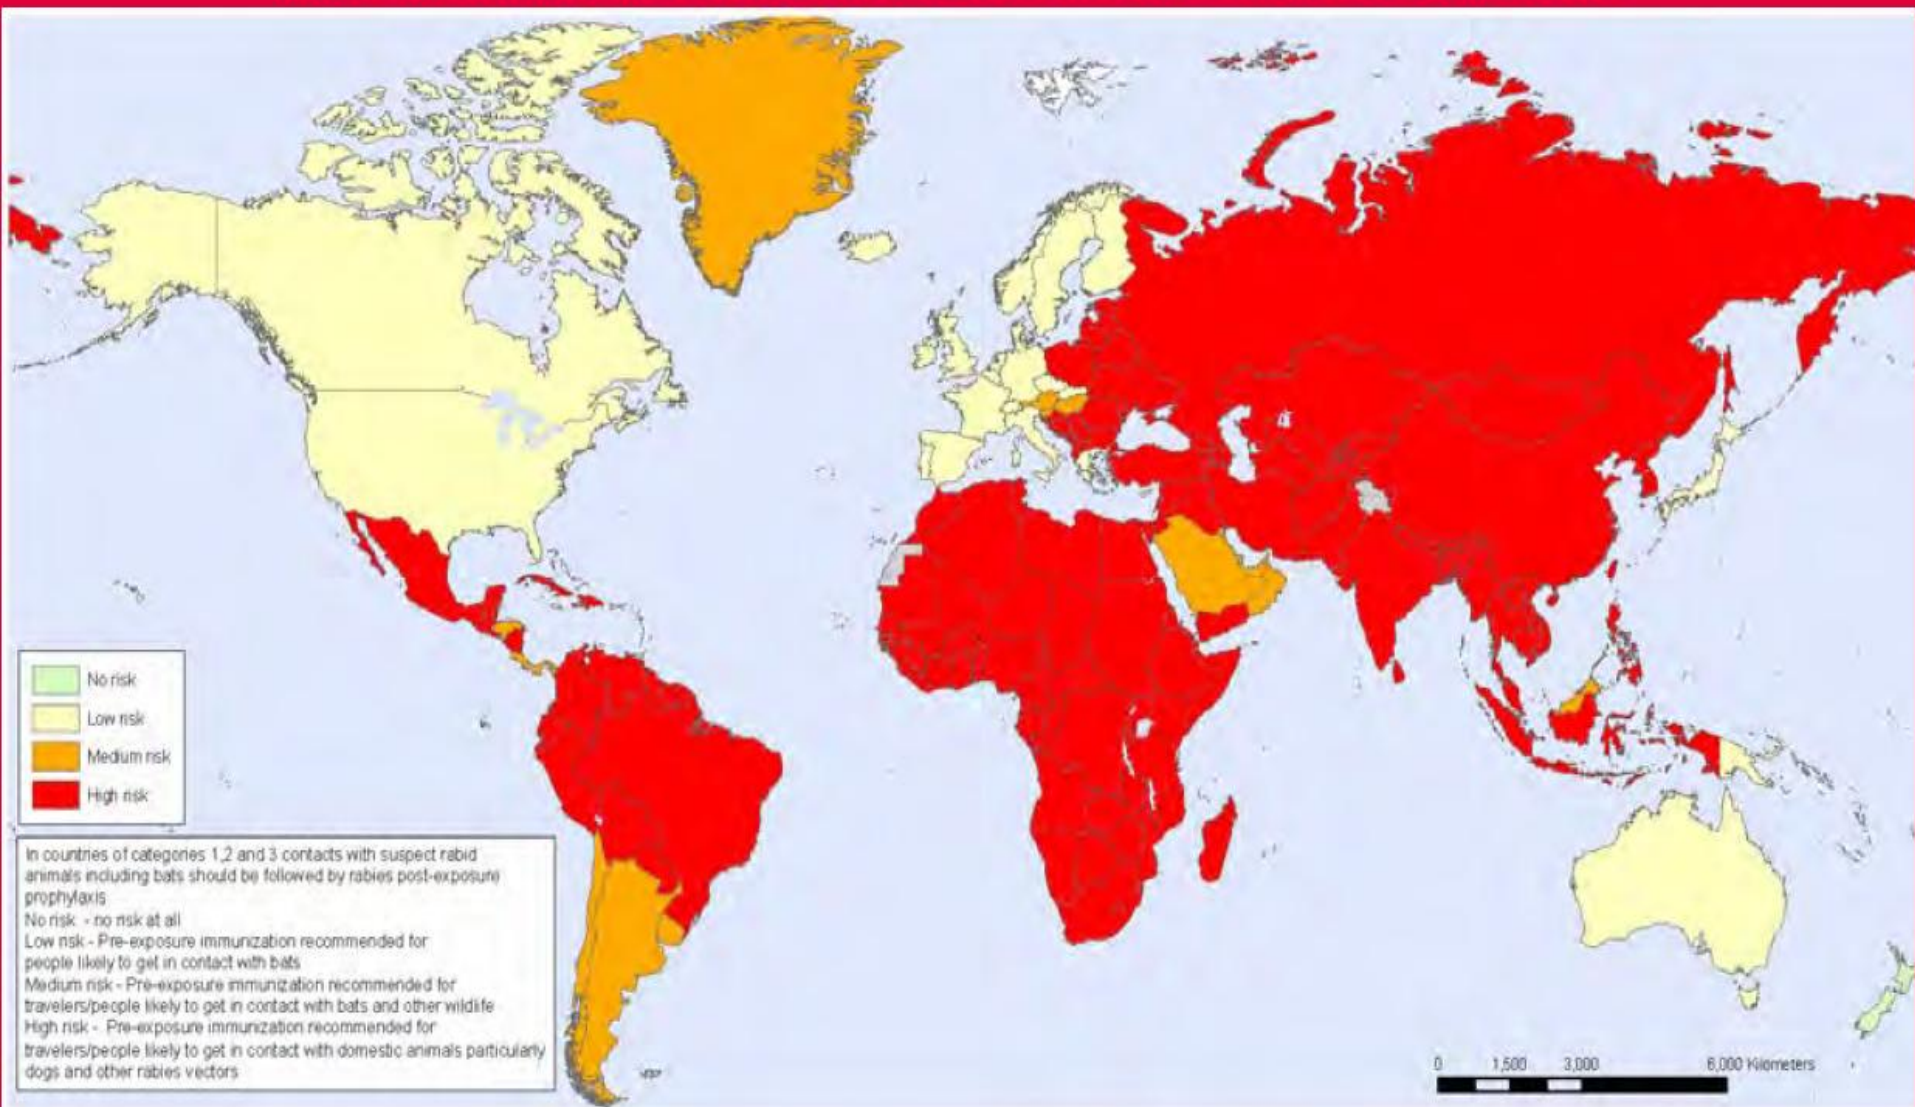 No risk
Low risk
Medium risk
High risk
In countries of categories 1,2 and 3 contacts with suspect rabid
animals including bats should be followed by rabies post-exposure
prophylaxis
No risk - no risk at all
Low risk - Pre-exposure immunization recommended for
people likely to get in contact with bats
Medium risk - Pre-exposure immunization recommended for
travelers/people likely to get in contact with bats and other wildlife
High risk - Pre-exposure immunization recommended for
travelers/people likely to get in contact with domestic animals particularly
dogs and other rabies vectors
0 1,500 3,000 6,000 Kilometers